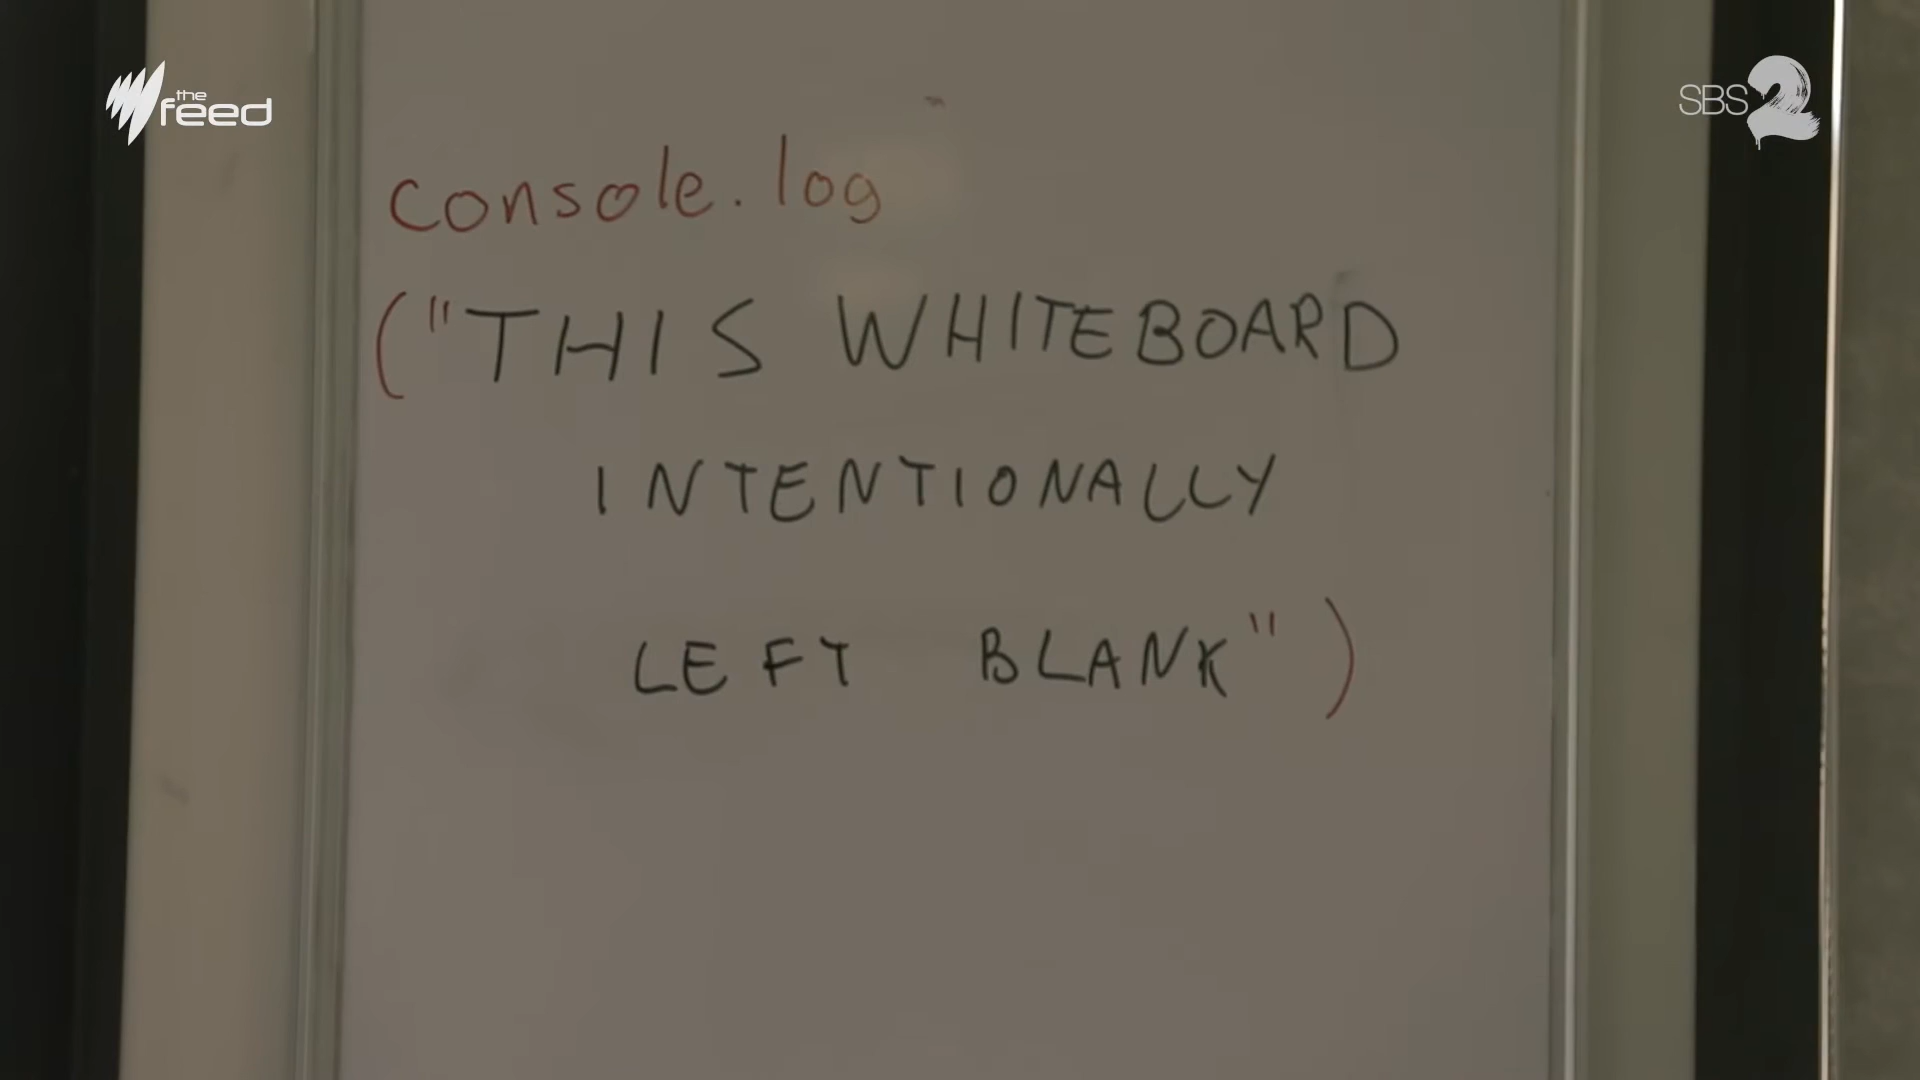 the feed
SBS 2
console.log
("THIS WHITEBOARD
INTENTIONALLY
LEFT BLANK")